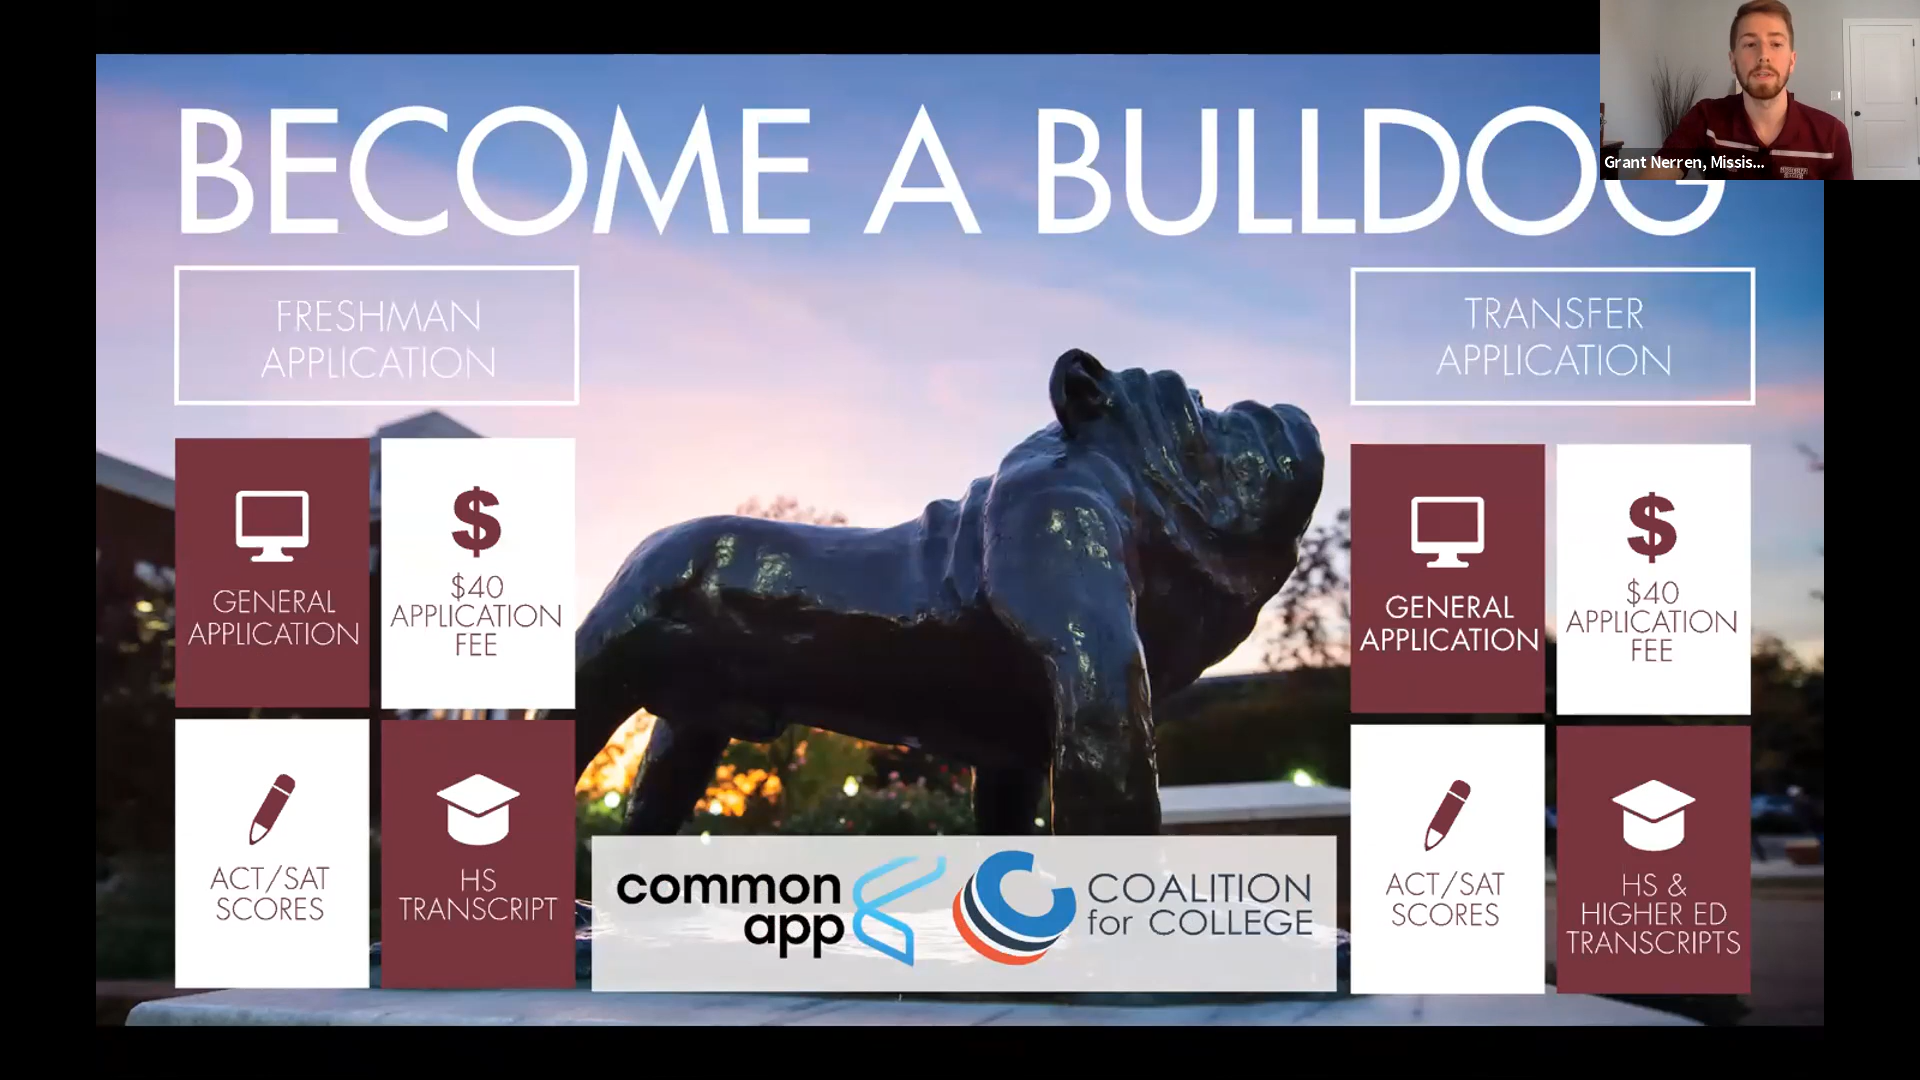 BECOME A BULLDOG
Grant Nerren, Missis...
FRESHMAN
APPLICATION
TRANSFER
APPLICATION
GENERAL
APPLICATION
$
$40
APPLICATION
FEE
ACT/SAT
SCORES
HS
TRANSCRIPT
common
app
COALITION
for COLLEGE
GENERAL
APPLICATION
$
$40
APPLICATION
FEE
ACT/SAT
SCORES
HS &
HIGHER ED
TRANSCRIPTS